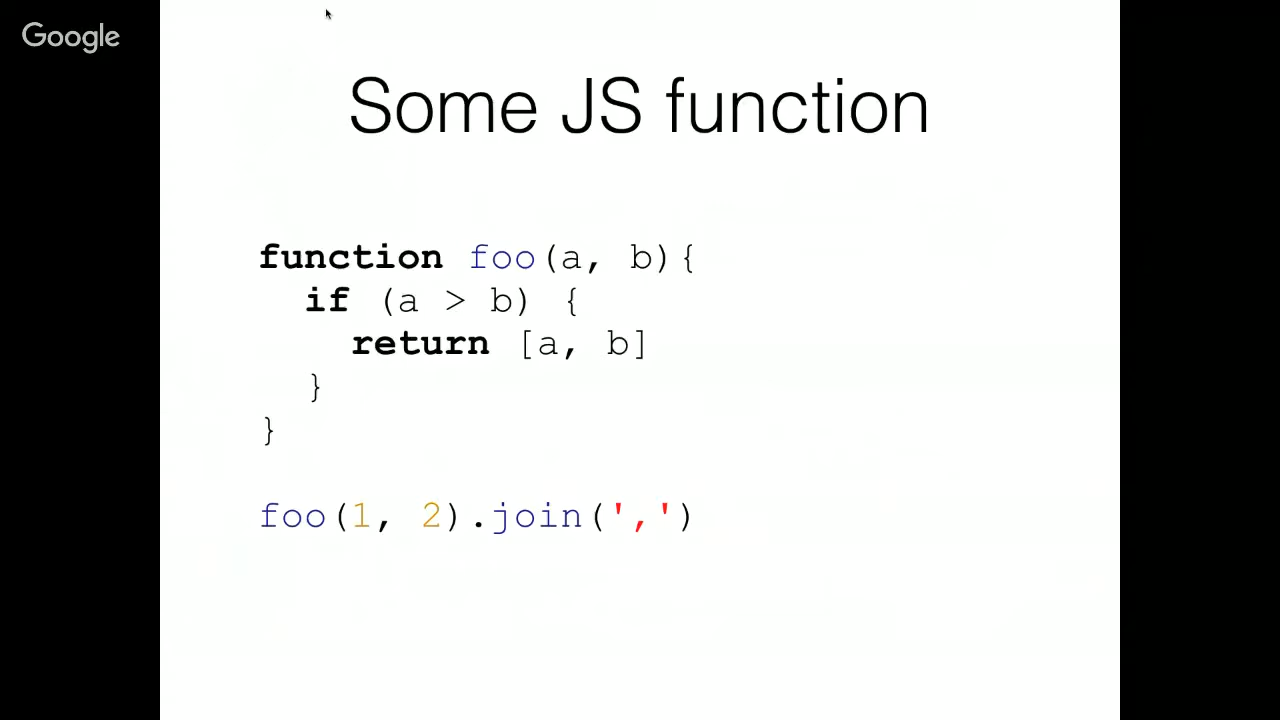 Google
Some JS function
function foo(a, b){
  if (a > b) {
    return [a, b]
  }
}
foo(1, 2).join(',')